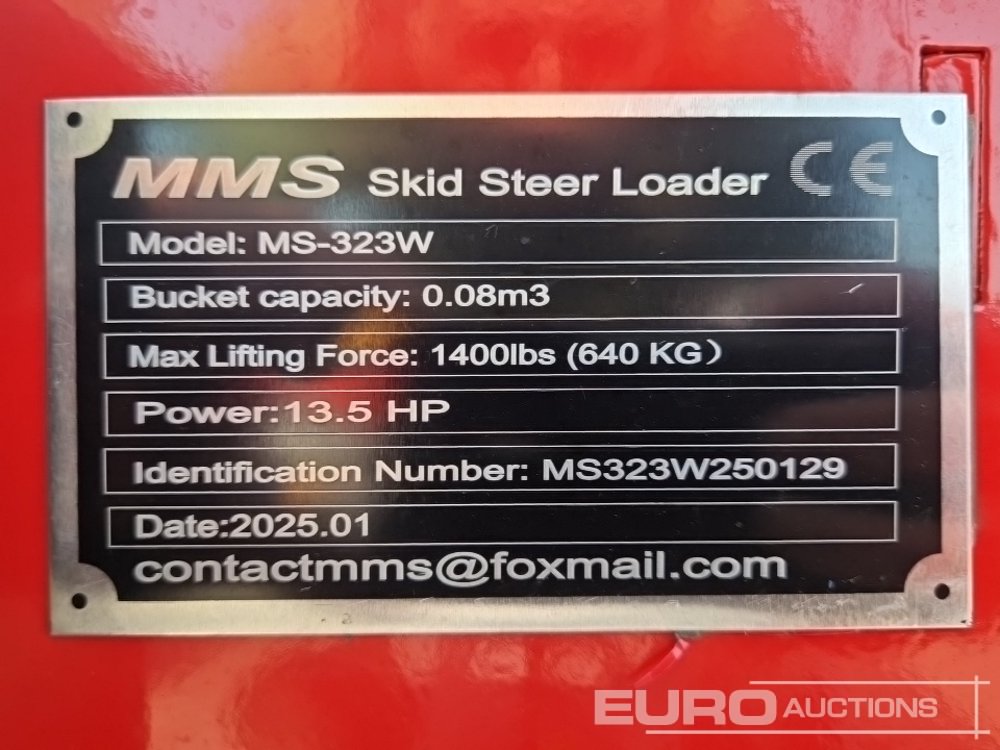 MMS Skid Steer Loader CE
Model: MS-323W
Bucket capacity: 0.08m3
Max Lifting Force: 1400lbs (640 KG）
Power:13.5 HP
Identification Number: MS323W250129
Date:2025.01
contactmms@foxmail.com
EURO AUCTIONS